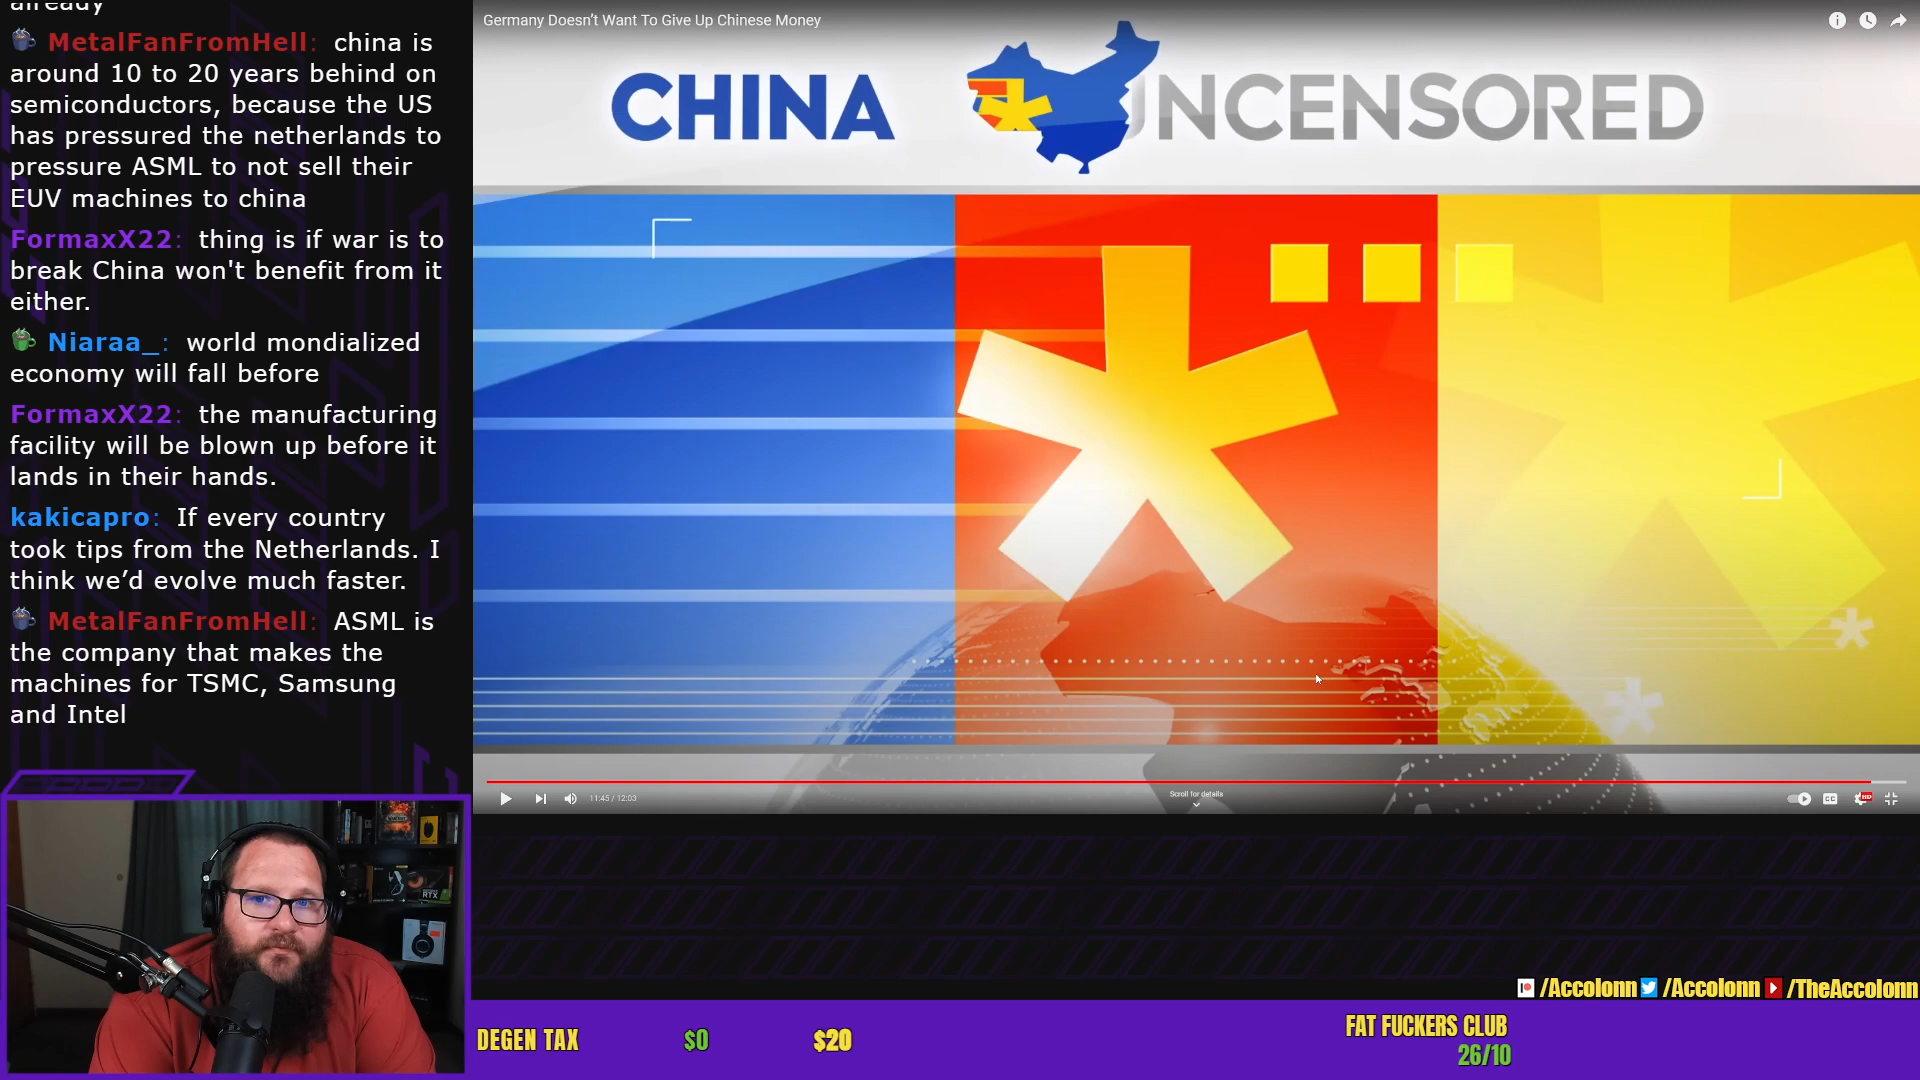 already
MetalFanFromHell: china is
around 10 to 20 years behind on
semiconductors, because the US
has pressured the netherlands to
pressure ASML to not sell their
EUV machines to china
FormaxX22: thing is if war is to
break China won't benefit from it
either.
Niaraa_: world mondialized
economy will fall before
FormaxX22: the manufacturing
facility will be blown up before it
lands in their hands.
kakicapro: If every country
took tips from the Netherlands. I
think we’d evolve much faster.
MetalFanFromHell: ASML is
the company that makes the
machines for TSMC, Samsung
and Intel
Germany Doesn’t Want To Give Up Chinese Money
CHINA UNCENSORED
11:45 / 12:03
Scroll for details
CC
HD
RTX
/Accolonn /Accolonn /TheAccolonn
DEGEN TAX $0 $20
FAT FUCKERS CLUB
26/10